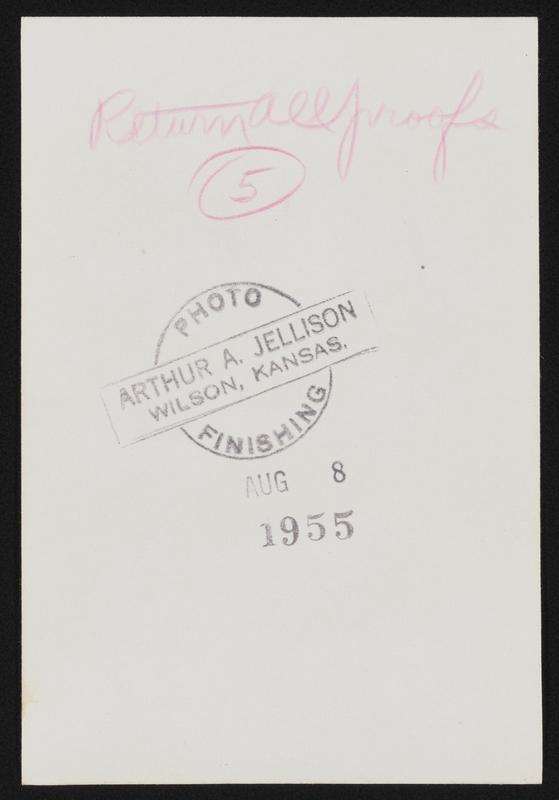 Return all proofs
5
PHOTO
ARTHUR A. JELLISON
WILSON, KANSAS.
FINISHING
AUG 8
1955